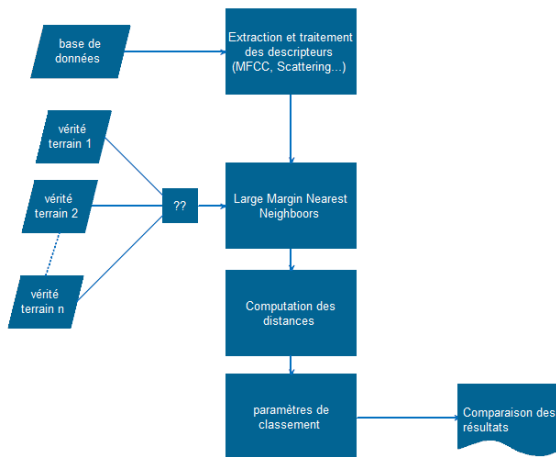 base de
données
Extraction et traitement
des descripteurs
(MFCC, Scattering...)
vérité
terrain 1
vérité
terrain 2
vérité
terrain n
??
Large Margin Nearest
Neighboors
Computation des
distances
paramètres de
classement
Comparaison des
résultats